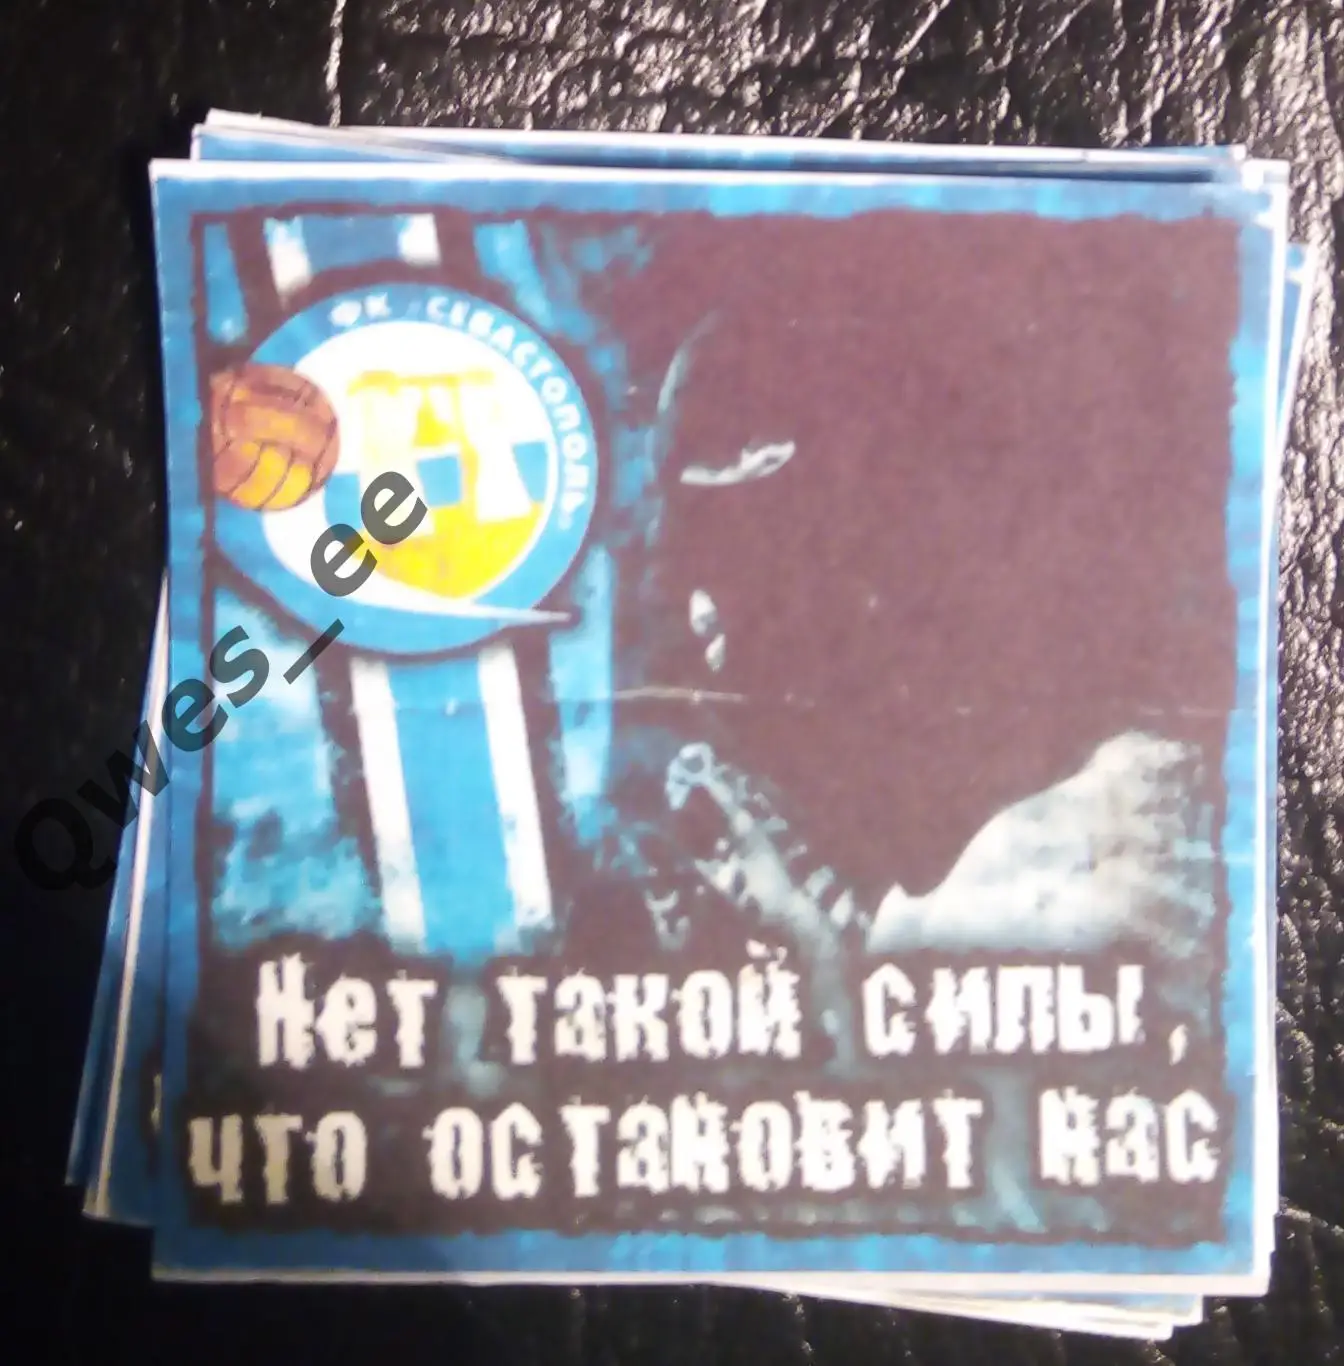 ФК «СЕВАСТОПОЛЬ»
Qwes_ee
Нет такой силы,
что остановит нас